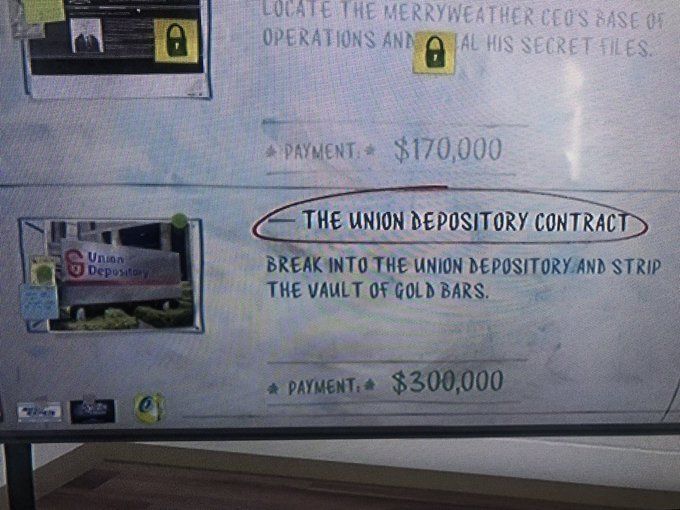 LOCATE THE MERRYWEATHER CEO'S BASE OF
OPERATIONS AND AL HIS SECRET FILES.
* PAYMENT: * $170,000
— THE UNION DEPOSITORY CONTRACT
BREAK INTO THE UNION DEPOSITORY AND STRIP
THE VAULT OF GOLD BARS.
Union
Depository
* PAYMENT: * $300,000